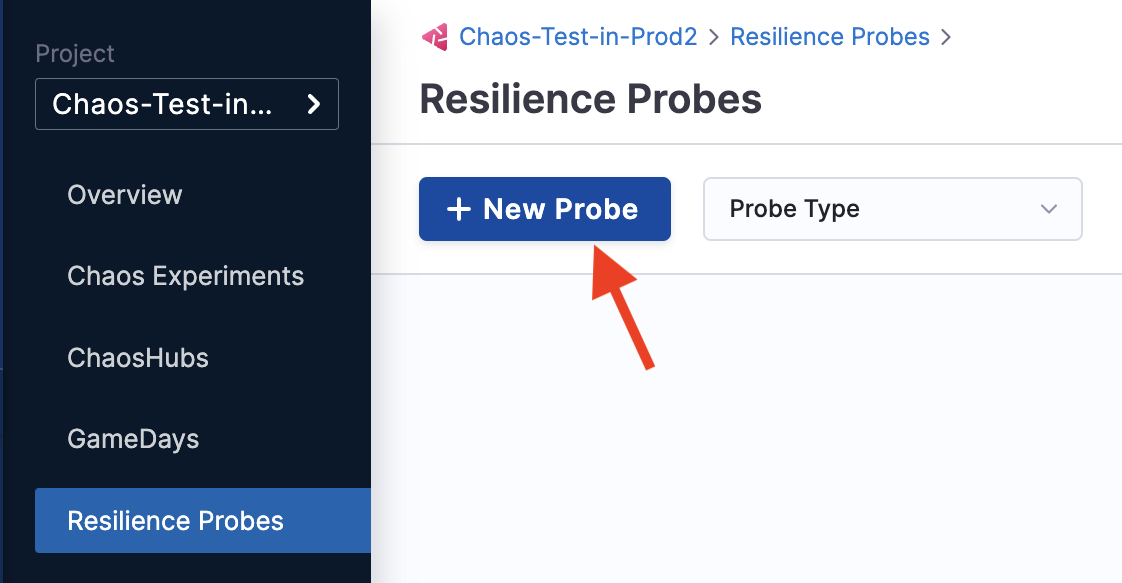 Project
Chaos-Test-in...
Overview
Chaos Experiments
ChaosHubs
GameDays
Resilience Probes
Chaos-Test-in-Prod2 > Resilience Probes >
Resilience Probes
+ New Probe
Probe Type